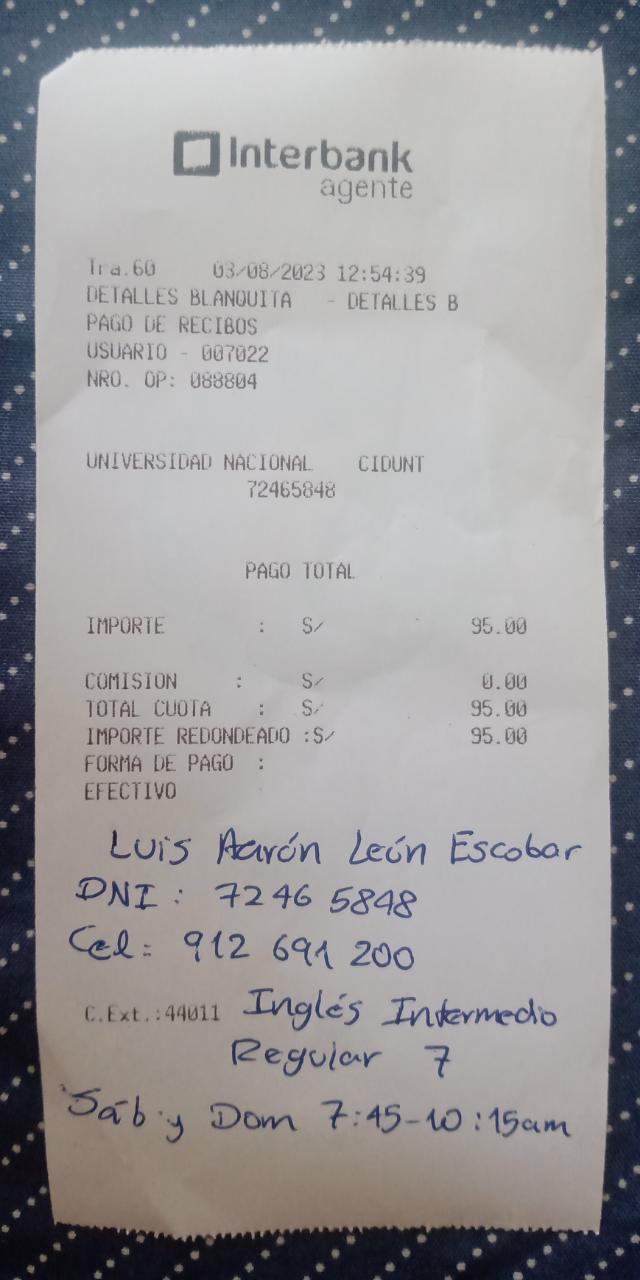 Interbank
agente
Tra.60 03/08/2023 12:54:39
DETALLES BLANQUITA - DETALLES B
PAGO DE RECIBOS
USUARIO - 007022
NRO. OP: 088804
UNIVERSIDAD NACIONAL CIDUNT
72465848
PAGO TOTAL
IMPORTE : S/ 95.00
COMISION : S/ 0.00
TOTAL CUOTA : S/ 95.00
IMPORTE REDONDEADO :S/ 95.00
FORMA DE PAGO :
EFECTIVO
Luis Aarón León Escobar
DNI : 7246 5848
Cel: 912 691 200
C.Ext.:44011 Inglés Intermedio
Regular 7
Sáb y Dom 7:45-10:15am